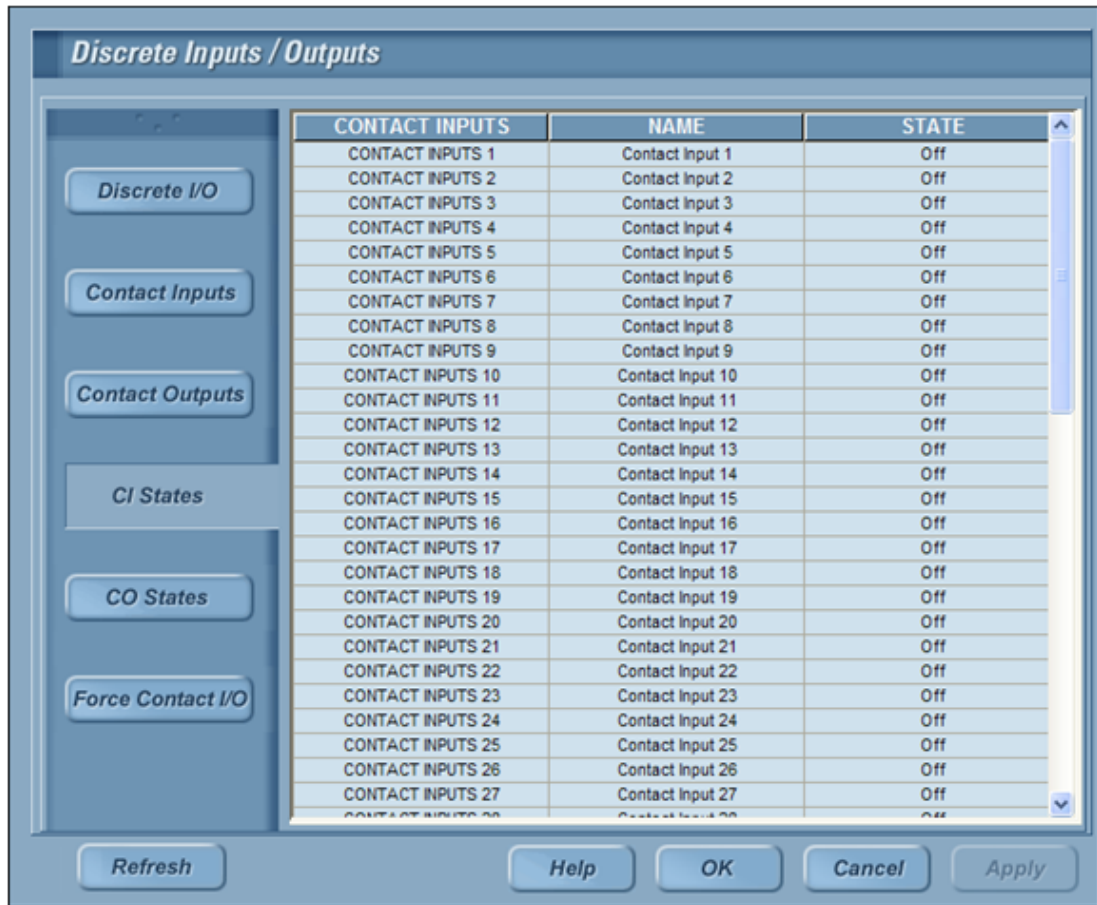 Discrete Inputs / Outputs
Discrete I/O
Contact Inputs
Contact Outputs
CI States
CO States
Force Contact I/O
CONTACT INPUTS NAME STATE
CONTACT INPUTS 1 Contact Input 1 Off
CONTACT INPUTS 2 Contact Input 2 Off
CONTACT INPUTS 3 Contact Input 3 Off
CONTACT INPUTS 4 Contact Input 4 Off
CONTACT INPUTS 5 Contact Input 5 Off
CONTACT INPUTS 6 Contact Input 6 Off
CONTACT INPUTS 7 Contact Input 7 Off
CONTACT INPUTS 8 Contact Input 8 Off
CONTACT INPUTS 9 Contact Input 9 Off
CONTACT INPUTS 10 Contact Input 10 Off
CONTACT INPUTS 11 Contact Input 11 Off
CONTACT INPUTS 12 Contact Input 12 Off
CONTACT INPUTS 13 Contact Input 13 Off
CONTACT INPUTS 14 Contact Input 14 Off
CONTACT INPUTS 15 Contact Input 15 Off
CONTACT INPUTS 16 Contact Input 16 Off
CONTACT INPUTS 17 Contact Input 17 Off
CONTACT INPUTS 18 Contact Input 18 Off
CONTACT INPUTS 19 Contact Input 19 Off
CONTACT INPUTS 20 Contact Input 20 Off
CONTACT INPUTS 21 Contact Input 21 Off
CONTACT INPUTS 22 Contact Input 22 Off
CONTACT INPUTS 23 Contact Input 23 Off
CONTACT INPUTS 24 Contact Input 24 Off
CONTACT INPUTS 25 Contact Input 25 Off
CONTACT INPUTS 26 Contact Input 26 Off
CONTACT INPUTS 27 Contact Input 27 Off
Refresh Help OK Cancel Apply